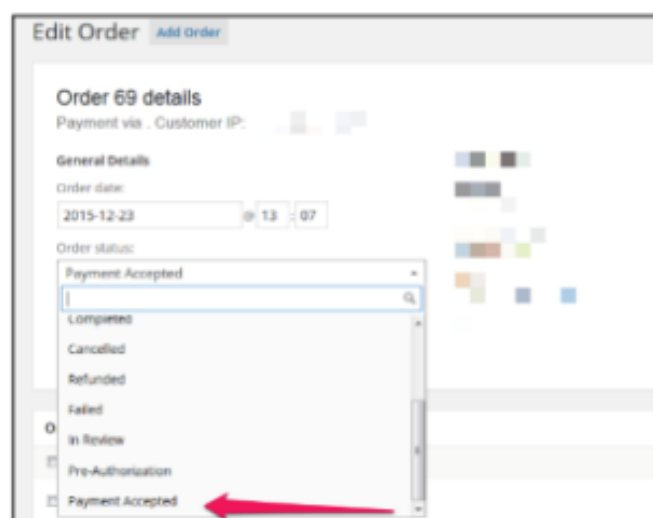 Edit Order Add Order
Order 69 details
Payment via . Customer IP:
General Details
Order date:
2015-12-23 @ 13 : 07
Order status:
Payment Accepted
Completed
Cancelled
Refunded
Failed
In Review
Pre-Authorization
Payment Accepted